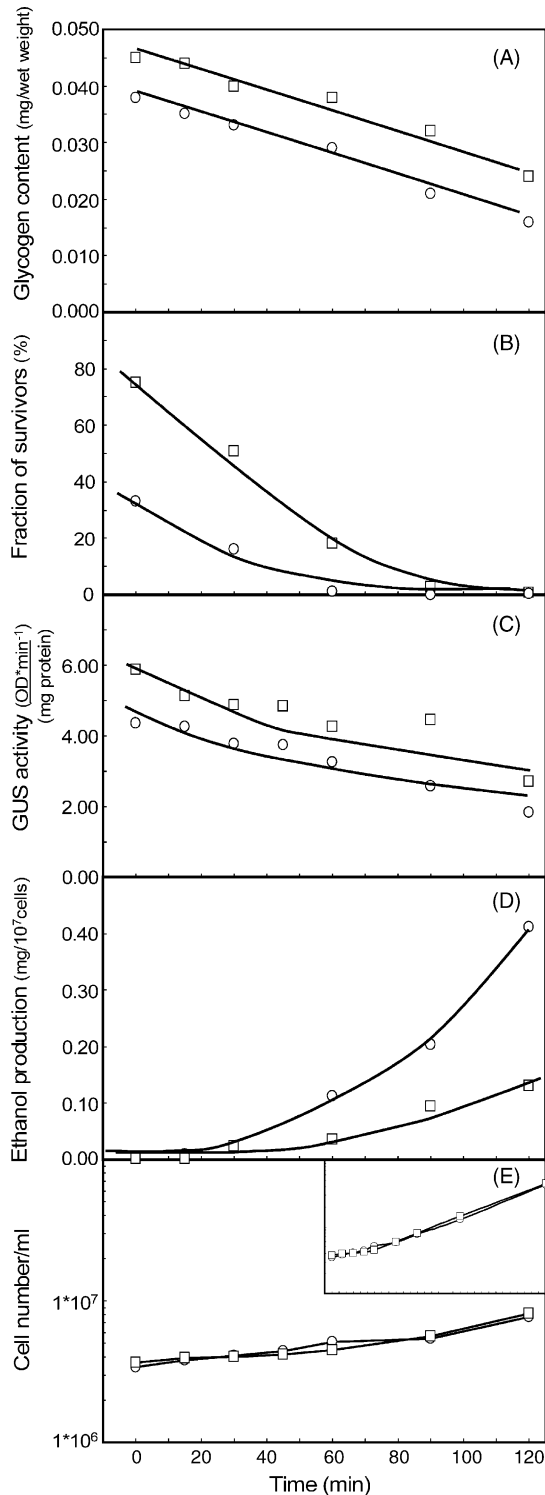 (A)
Glycogen content (mg/wet weight)
0.050
0.040
0.030
0.020
0.010
0.000
(B)
Fraction of survivors (%)
80
60
40
20
0
(C)
GUS activity (OD*min⁻¹)
(mg protein)
6.00
4.00
2.00
0.00
(D)
Ethanol production (mg/10⁷cells)
0.40
0.30
0.20
0.10
0.00
(E)
Cell number/ml
1*10⁷
1*10⁶
0 20 40 60 80 100 120
Time (min)